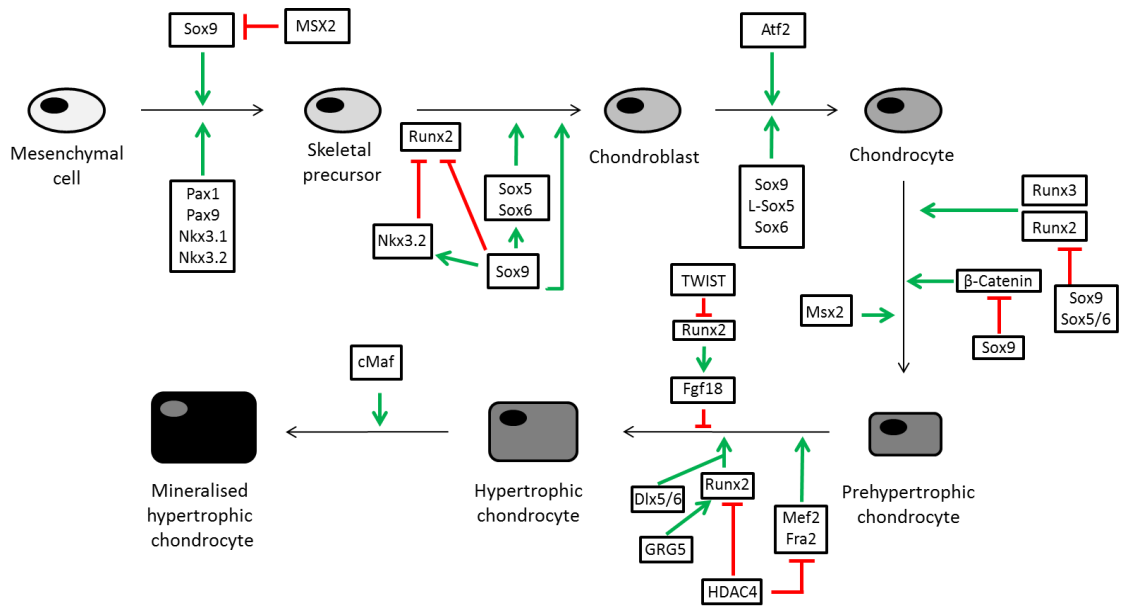 Sox9
MSX2
Atf2
Mesenchymal
cell
Pax1
Pax9
Nkx3.1
Nkx3.2
Skeletal
precursor
Runx2
Nkx3.2
Sox5
Sox6
Sox9
Chondroblast
Sox9
L-Sox5
Sox6
Chondrocyte
Runx3
Runx2
β-Catenin
Sox9
Sox5/6
Sox9
Msx2
TWIST
Runx2
Fgf18
cMaf
Mineralised
hypertrophic
chondrocyte
Hypertrophic
chondrocyte
Dlx5/6
Runx2
GRG5
HDAC4
Mef2
Fra2
Prehypertrophic
chondrocyte